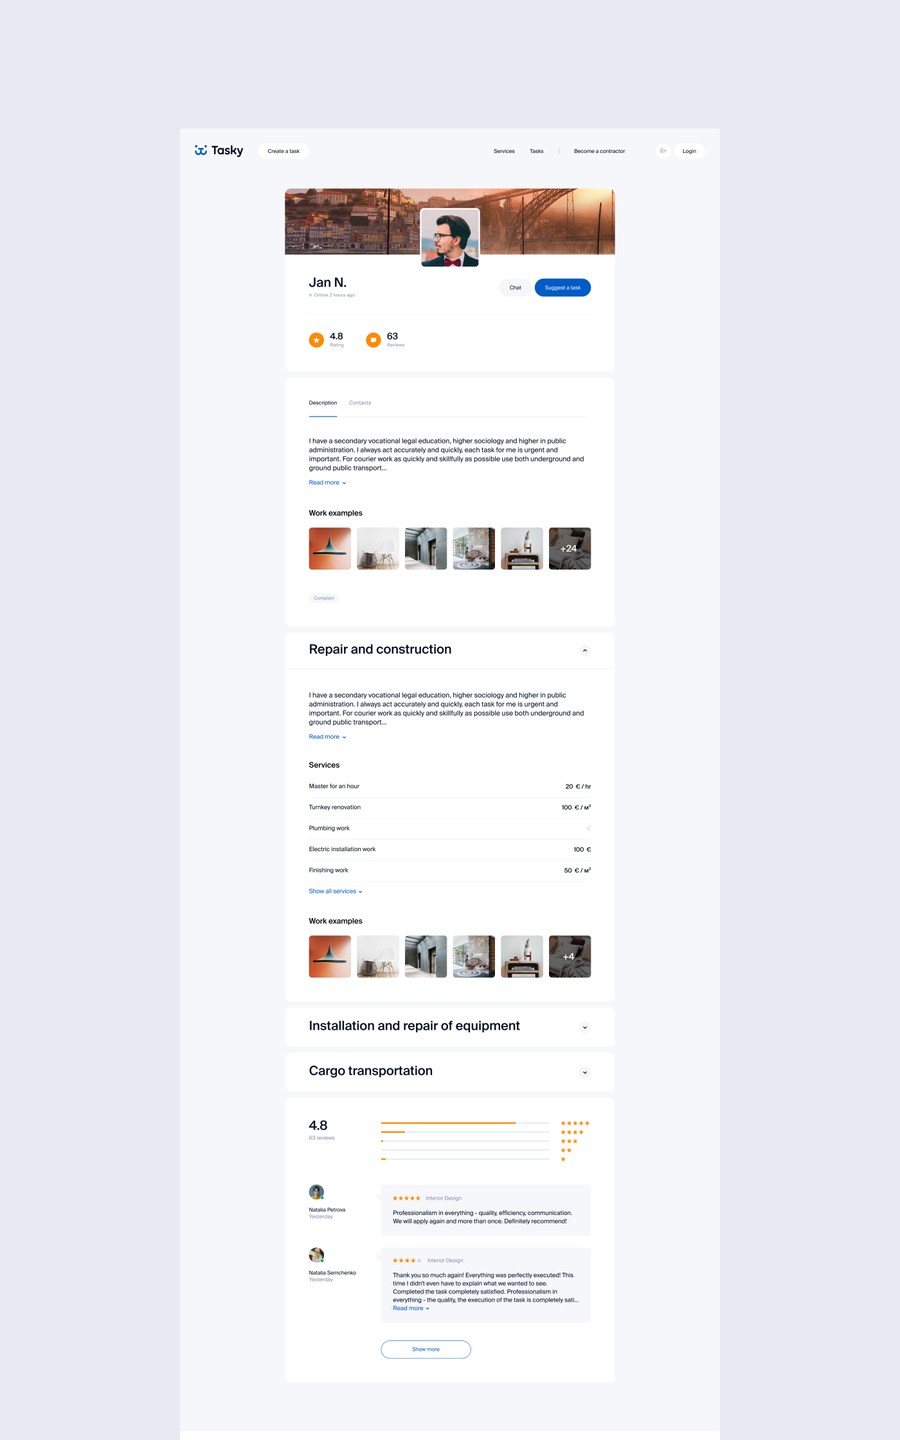 Tasky
Create a task
Services
Tasks
Become a contractor
En
Login
Jan N.
Online 2 hours ago
Chat
Suggest a task
4.8
Rating
63
Reviews
Description
Contacts
I have a secondary vocational legal education, higher sociology and higher in public
administration. I always act accurately and quickly, each task for me is urgent and
important. For courier work as quickly and skillfully as possible use both underground and
ground public transport...
Read more
Work examples
+24
Complain
Repair and construction
I have a secondary vocational legal education, higher sociology and higher in public
administration. I always act accurately and quickly, each task for me is urgent and
important. For courier work as quickly and skillfully as possible use both underground and
ground public transport...
Read more
Services
Master for an hour 20 € / hr
Turnkey renovation 100 € / м²
Plumbing work €
Electric installation work 100 €
Finishing work 50 € / м²
Show all services
Work examples
+4
Installation and repair of equipment
Cargo transportation
4.8
63 reviews
Natalia Petrova
Yesterday
Interior Design
Professionalism in everything - quality, efficiency, communication.
We will apply again and more than once. Definitely recommend!
Natalia Semchenko
Yesterday
Interior Design
Thank you so much again! Everything was perfectly executed! This
time I didn't even have to explain what we wanted to see.
Completed the task completely satisfied. Professionalism in
everything - the quality, the execution of the task is completely sati...
Read more
Show more